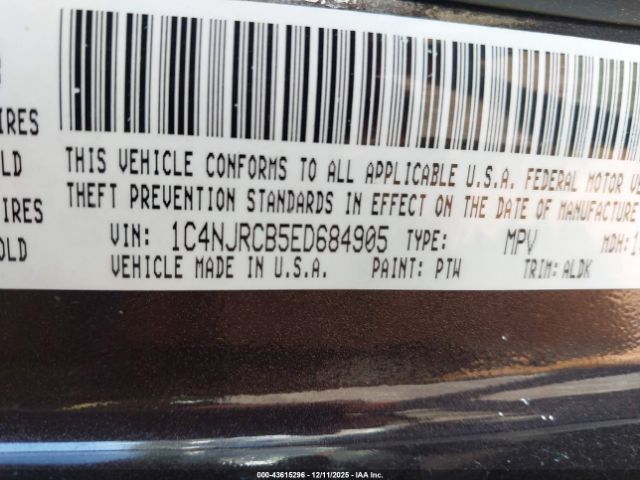 IRES
THIS VEHICLE CONFORMS TO ALL APPLICABLE U.S.A. FEDERAL MOTOR
OLD
THEFT PREVENTION STANDARDS IN EFFECT ON THE DATE OF MANUFACTURE
IRES
VIN: 1C4NJRCB5ED684905 TYPE: MPV MDH:
OLD
VEHICLE MADE IN U.S.A. PAINT: PTW TRIM: ALDK
000-43615296 - 12/11/2025 - IAA Inc.